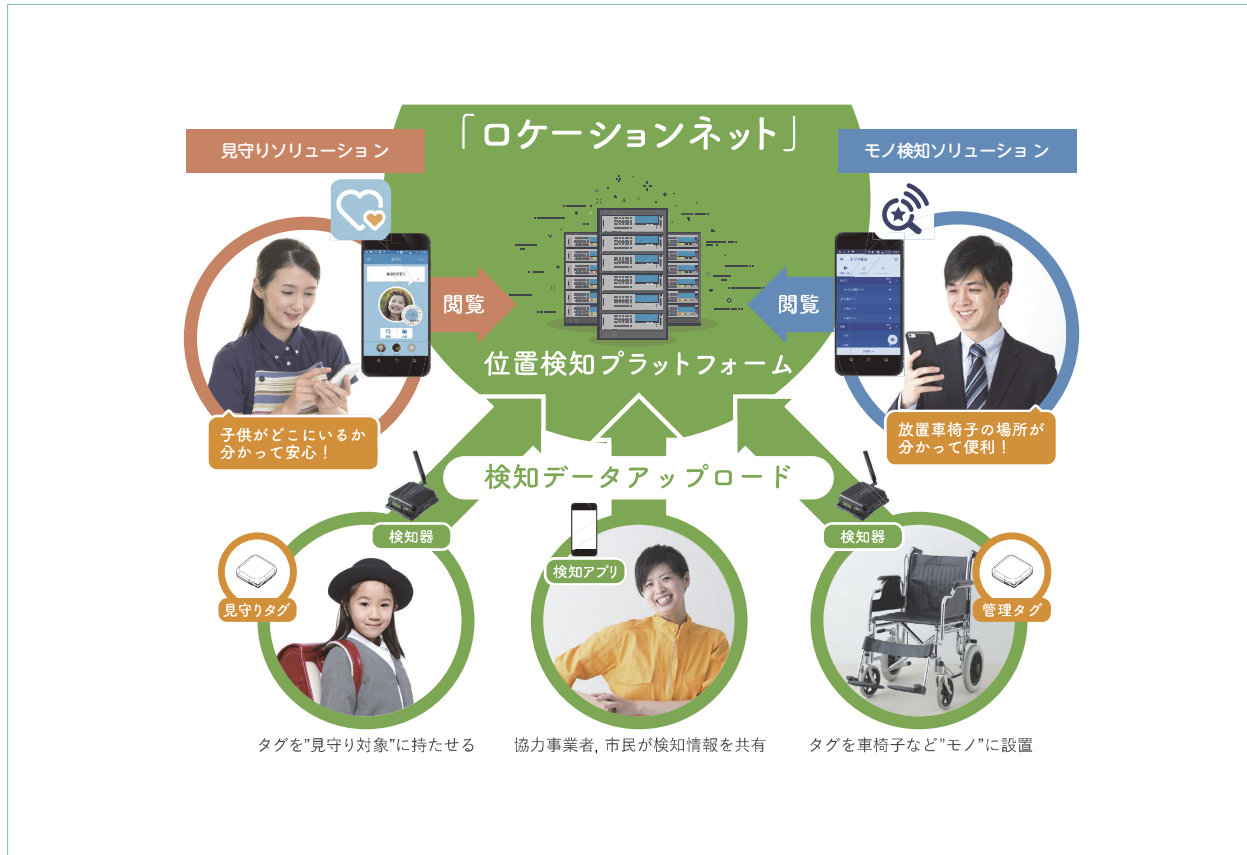 「ロケーションネット」
見守りソリューション
モノ検知ソリューション
閲覧
閲覧
位置検知プラットフォーム
子供がどこにいるか
分かって安心！
放置車椅子の場所が
分かって便利！
検知データアップロード
検知器
検知アプリ
検知器
見守りタグ
管理タグ
タグを”見守り対象”に持たせる
協力事業者, 市民が検知情報を共有
タグを車椅子など”モノ”に設置